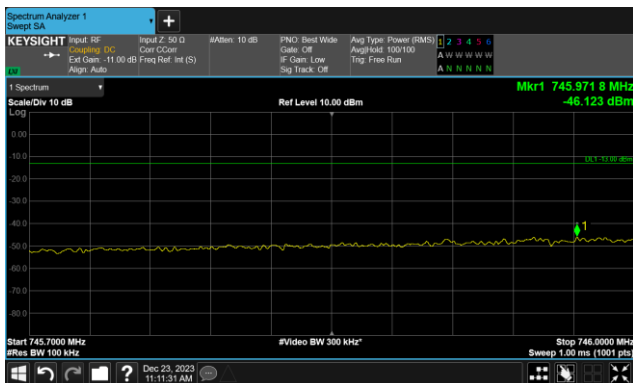 Spectrum Analyzer 1
Swept SA
+
KEYSIGHT Input: RF Input Z: 50 Ω #Atten: 10 dB PNO: Best Wide Avg Type: Power (RMS) 1 2 3 4 5 6
Coupling: DC Corr CCorr Gate: Off Avg|Hold: 100/100 A W W W W W
Ext Gain: -11.00 dB Freq Ref: Int (S) IF Gain: Low Trig: Free Run
Align: Auto Sig Track: Off A N N N N N
1 Spectrum Mkr1 745.971 8 MHz
Scale/Div 10 dB Ref Level 10.00 dBm -46.123 dBm
Log
0.00
-10.0
DL1 -13.00 dBm
-20.0
-30.0
-40.0
1
-50.0
-60.0
-70.0
-80.0
Start 745.7000 MHz #Video BW 300 kHz* Stop 746.0000 MHz
#Res BW 100 kHz Sweep 1.00 ms (1001 pts)
? Dec 23, 2023
11:11:31 AM